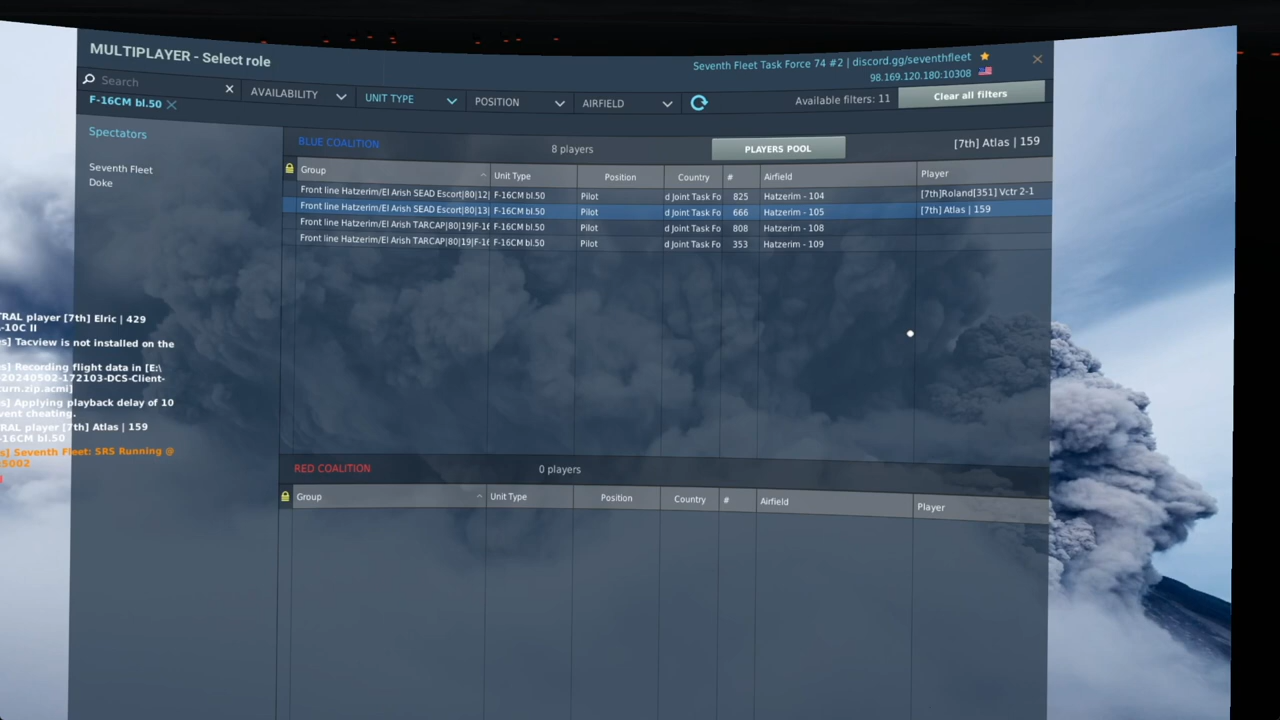 MULTIPLAYER - Select role
Seventh Fleet Task Force 74 #2 | discord.gg/seventhfleet
98.169.120.180:10308
Search
AVAILABILITY
UNIT TYPE
POSITION
AIRFIELD
Available filters: 11
Clear all filters
F-16CM bl.50
Spectators
Seventh Fleet
Doke
BLUE COALITION 8 players PLAYERS POOL [7th] Atlas | 159
Group Unit Type Position Country # Airfield Player
Front line Hatzerim/El Arish SEAD Escort|80|12| F-16CM bl.50 Pilot d Joint Task Fo 825 Hatzerim - 104 [7th]Roland[351] Vctr 2-1
Front line Hatzerim/El Arish SEAD Escort|80|13| F-16CM bl.50 Pilot d Joint Task Fo 666 Hatzerim - 105 [7th] Atlas | 159
Front line Hatzerim/El Arish TARCAP|80|19|F-16 F-16CM bl.50 Pilot d Joint Task Fo 808 Hatzerim - 108
Front line Hatzerim/El Arish TARCAP|80|19|F-16 F-16CM bl.50 Pilot d Joint Task Fo 353 Hatzerim - 109
TRAL player [7th] Elric | 429
-10C II
s] Tacview is not installed on the
s] Recording flight data in [E:\
20240502-172103-DCS-Client-
turn.zip.acmi]
s] Applying playback delay of 10
vent cheating.
TRAL player [7th] Atlas | 159
-16CM bl.50
s] Seventh Fleet: SRS Running @
:5002
RED COALITION 0 players
Group Unit Type Position Country # Airfield Player